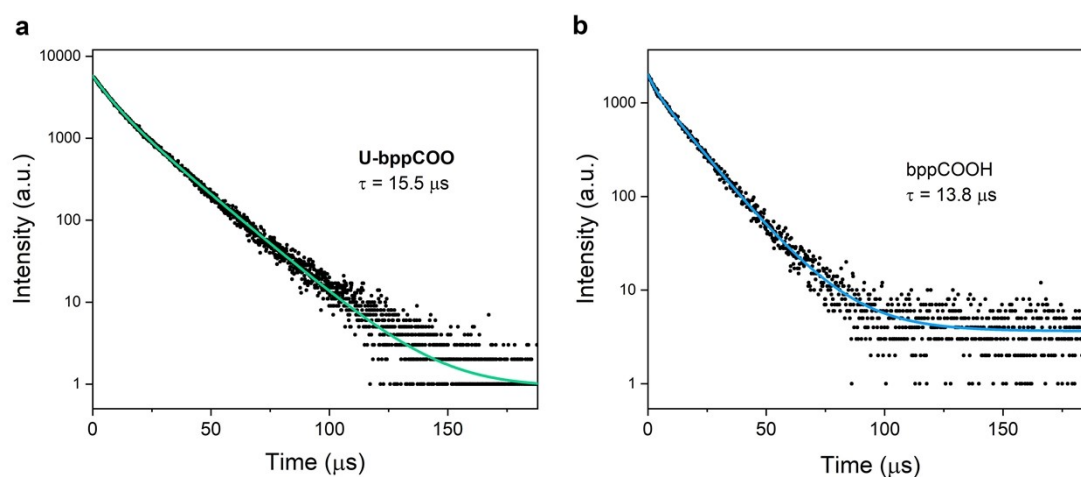 a
10000
1000
100
10
1
Intensity (a.u.)
U-bppCOO
τ = 15.5 μs
0
50
100
150
Time (μs)
b
1000
100
10
1
Intensity (a.u.)
bppCOOH
τ = 13.8 μs
0
50
100
150
Time (μs)